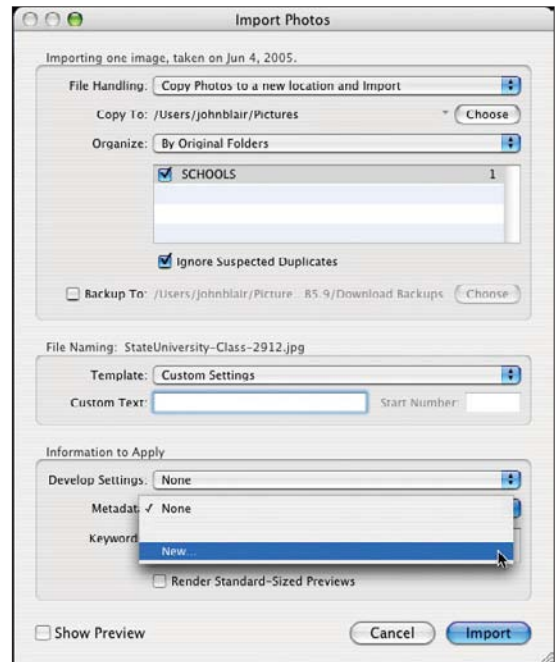 Import Photos
Importing one image, taken on Jun 4, 2005.
File Handling: Copy Photos to a new location and Import
Copy To: /Users/johnblair/Pictures Choose
Organize: By Original Folders
SCHOOLS 1
Ignore Suspected Duplicates
Backup To: /Users/johnblair/Picture... B5.9/Download Backups Choose
File Naming: StateUniversity-Class-2912.jpg
Template: Custom Settings
Custom Text: Start Number:
Information to Apply
Develop Settings: None
Metadat ✓ None
Keyword
New...
Render Standard-Sized Previews
Show Preview Cancel Import